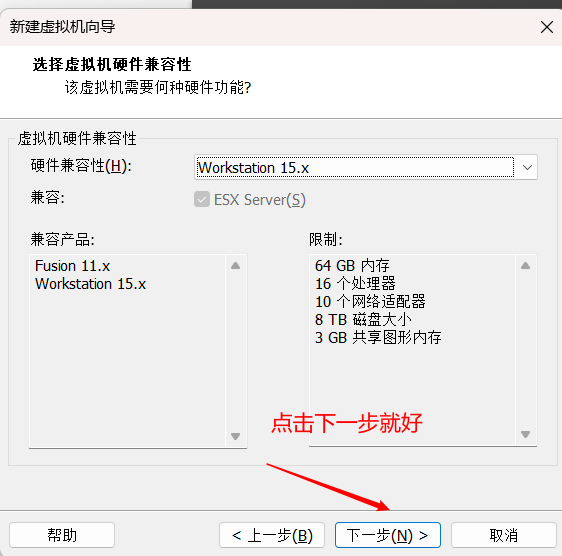 新建虚拟机向导
选择虚拟机硬件兼容性
该虚拟机需要何种硬件功能?
虚拟机硬件兼容性
硬件兼容性(H):
Workstation 15.x
兼容:
ESX Server(S)
兼容产品:
Fusion 11.x
Workstation 15.x
限制:
64 GB 内存
16 个处理器
10 个网络适配器
8 TB 磁盘大小
3 GB 共享图形内存
点击下一步就好
帮助
< 上一步(B)
下一步(N) >
取消